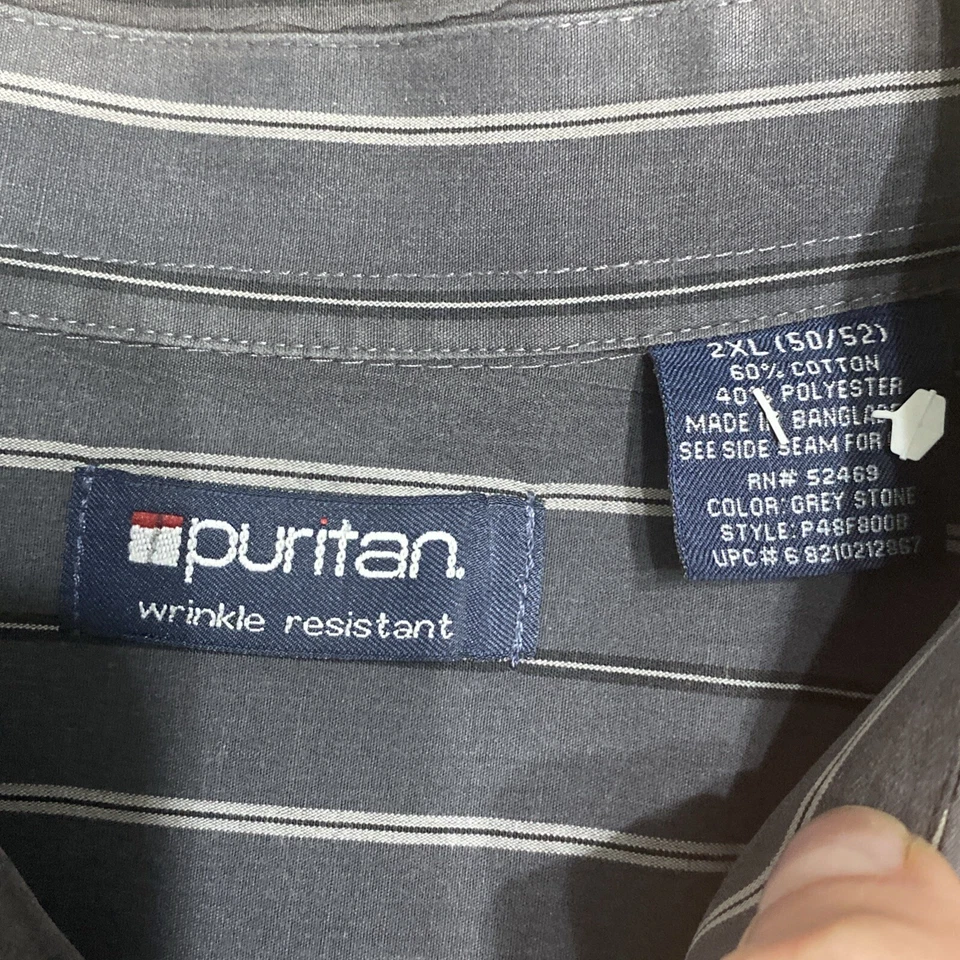 puritan.
wrinkle resistant
2XL (50/52)
60% COTTON
40% POLYESTER
MADE IN
SEE SIDE SEAM FOR
RN# 52469
COLOR: GREY STONE
STYLE: P48F800B
UPC# 6 8210212867